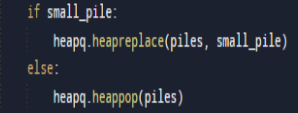 if small_pile:
    heapq.heapreplace(piles, small_pile)
else:
    heapq.heappop(piles)